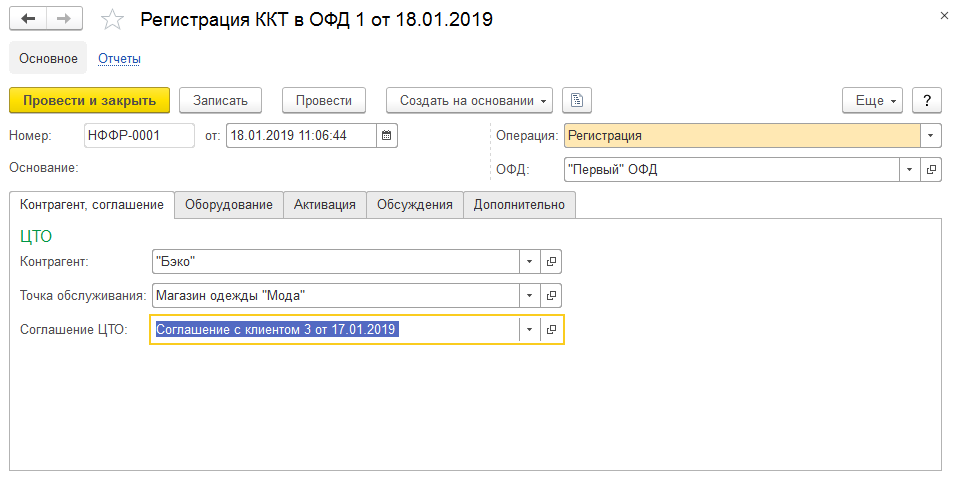 Регистрация ККТ в ОФД 1 от 18.01.2019
Основное Отчеты
Провести и закрыть Записать Провести Создать на основании Еще ?
Номер: НФФР-0001 от: 18.01.2019 11:06:44 Операция: Регистрация
Основание: ОФД: "Первый" ОФД
Контрагент, соглашение Оборудование Активация Обсуждения Дополнительно
ЦТО
Контрагент: "Бэко"
Точка обслуживания: Магазин одежды "Мода"
Соглашение ЦТО: Соглашение с клиентом 3 от 17.01.2019